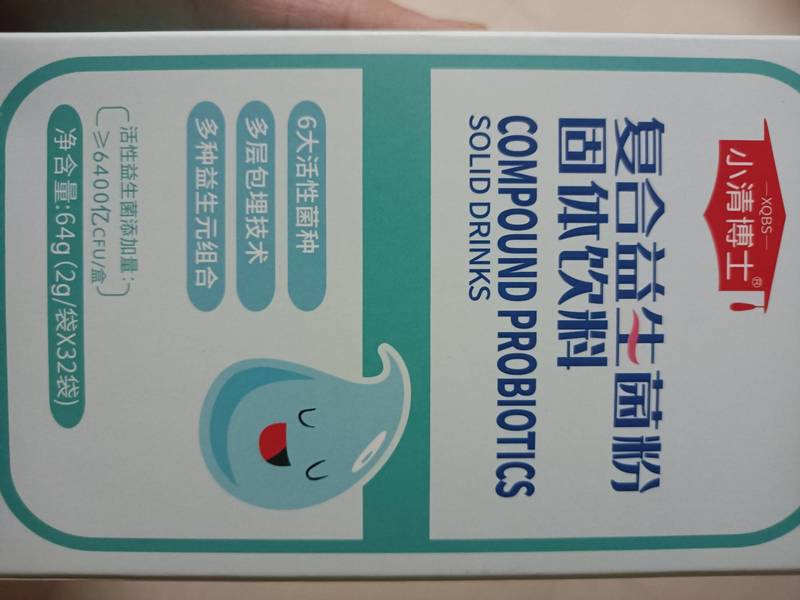 XQBS
小清博士®
复合益生菌粉
固体饮料
COMPOUND PROBIOTICS
SOLID DRINKS
6大活性菌种
多层包埋技术
多种益生元组合
活性益生菌添加量:
≥6400亿CFU/盒
净含量:64g(2g/袋X32袋)